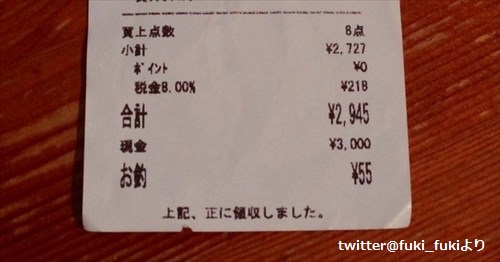 買上点数 8点
小計 ¥2,727
ﾎﾟｲﾝﾄ ¥0
税金8.00% ¥218
合計 ¥2,945
現金 ¥3,000
お釣 ¥55
上記、正に領収しました。
twitter@fuki_fukiより